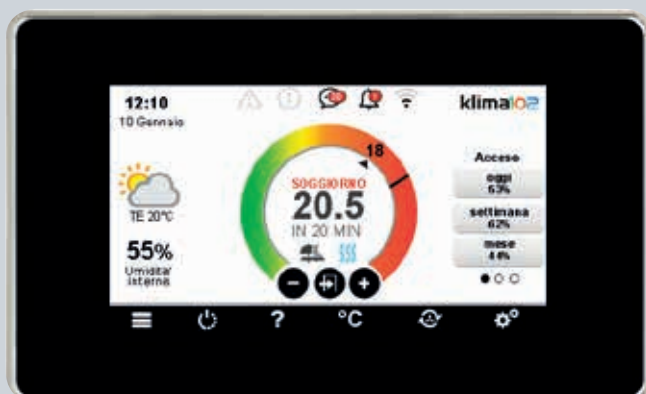 12:10
10 Gennaio
klimato2
18
Acceso
SOGGIORNO
20.5
IN 20 MIN
oggi
63%
settimana
62%
mese
44%
TE 20°C
55%
Umidita'
interna
?
°C